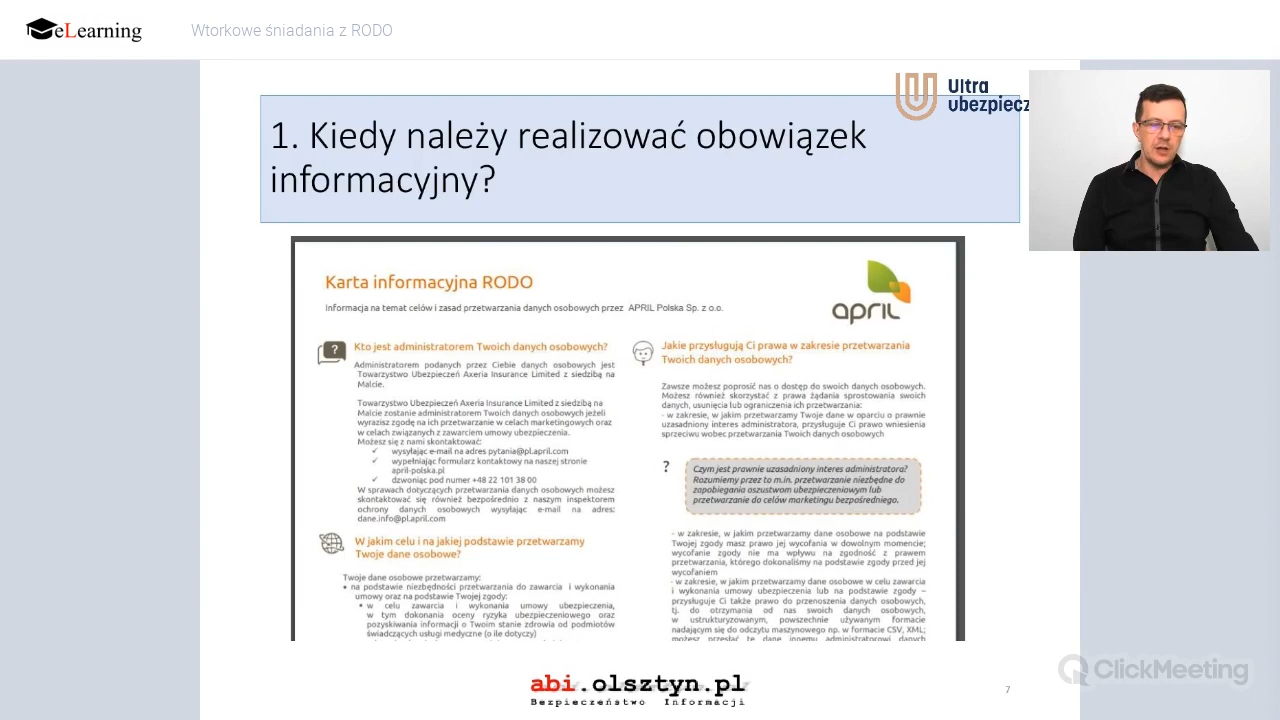 eLearning
Wtorkowe śniadania z RODO
Ultra
ubezpiecz
1. Kiedy należy realizować obowiązek
informacyjny?
Karta informacyjna RODO
Informacja na temat celów i zasad przetwarzania danych osobowych przez APRIL Polska Sp. z o.o.
april
Kto jest administratorem Twoich danych osobowych?
Administratorem podanych przez Ciebie danych osobowych jest
Towarzystwo Ubezpieczeń Axeria Insurance Limited z siedzibą na
Malcie.
Towarzystwo Ubezpieczeń Axeria Insurance Limited z siedzibą na
Malcie zostanie administratorem Twoich danych osobowych jeżeli
wyrazisz zgodę na ich przetwarzanie w celach marketingowych oraz
w celach związanych z zawarciem umowy ubezpieczenia.
Możesz się z nami skontaktować:
✓ wysyłając e-mail na adres pytania@pl.april.com
✓ wypełniając formularz kontaktowy na naszej stronie
april-polska.pl
✓ dzwoniąc pod numer +48 22 101 38 00
W sprawach dotyczących przetwarzania danych osobowych możesz
skontaktować się również bezpośrednio z naszym inspektorem
ochrony danych osobowych wysyłając e-mail na adres:
dane.info@pl.april.com
W jakim celu i na jakiej podstawie przetwarzamy
Twoje dane osobowe?
Twoje dane osobowe przetwarzamy:
• na podstawie niezbędności przetwarzania do zawarcia i wykonania
umowy oraz na podstawie Twojej zgody:
• w celu zawarcia i wykonania umowy ubezpieczenia,
w tym dokonania oceny ryzyka ubezpieczeniowego oraz
pozyskiwania informacji o Twoim stanie zdrowia od podmiotów
świadczących usługi medyczne (o ile dotyczy)
Jakie przysługują Ci prawa w zakresie przetwarzania
Twoich danych osobowych?
Zawsze możesz poprosić nas o dostęp do swoich danych osobowych.
Możesz również skorzystać z prawa żądania sprostowania swoich
danych, usunięcia lub ograniczenia ich przetwarzania:
- w zakresie, w jakim przetwarzamy Twoje dane w oparciu o prawnie
uzasadniony interes administratora, przysługuje Ci prawo wniesienia
sprzeciwu wobec przetwarzania Twoich danych osobowych
?
Czym jest prawnie uzasadniony interes administratora?
Rozumiemy przez to m.in. przetwarzanie niezbędne do
zapobiegania oszustwom ubezpieczeniowym lub
przetwarzanie do celów marketingu bezpośredniego.
- w zakresie, w jakim przetwarzamy dane osobowe na podstawie
Twojej zgody masz prawo jej wycofania w dowolnym momencie;
wycofanie zgody nie ma wpływu na zgodność z prawem
przetwarzania, którego dokonaliśmy na podstawie zgody przed jej
wycofaniem
- w zakresie, w jakim przetwarzamy dane osobowe w celu zawarcia
i wykonania umowy ubezpieczenia lub na podstawie zgody –
przysługuje Ci także prawo do przenoszenia danych osobowych,
tj. do otrzymania od nas swoich danych osobowych,
w ustrukturyzowanym, powszechnie używanym formacie
nadającym się do odczytu maszynowego np. w formacie CSV, XML;
możesz przesłać te dane innemu administratorowi danych
abi.olsztyn.pl
Bezpieczeństwo Informacji
7
ClickMeeting